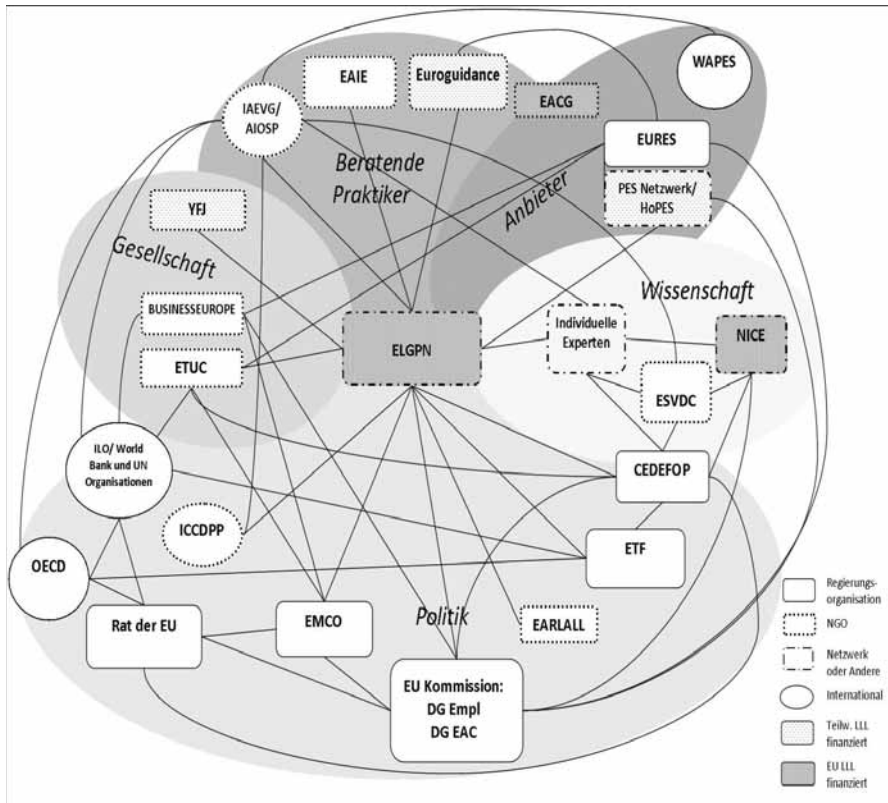 WAPES
EAIE
Euroguidance
EACG
IAEVG/
AIOSP
EURES
Beratende
Praktiker
Anbieter
PES Netzwerk/
HoPES
YFJ
Gesellschaft
Wissenschaft
BUSINESSEUROPE
ELGPN
Individuelle
Experten
NICE
ETUC
ESVDC
ILO/ World
Bank und UN
Organisationen
CEDEFOP
ICCDPP
ETF
OECD
Rat der EU
EMCO
Politik
EARLALL
EU Kommission:
DG Empl
DG EAC
Regierungs-
organisation
NGO
Netzwerk
oder Andere
International
Teilw. LLL
finanziert
EU LLL
finanziert